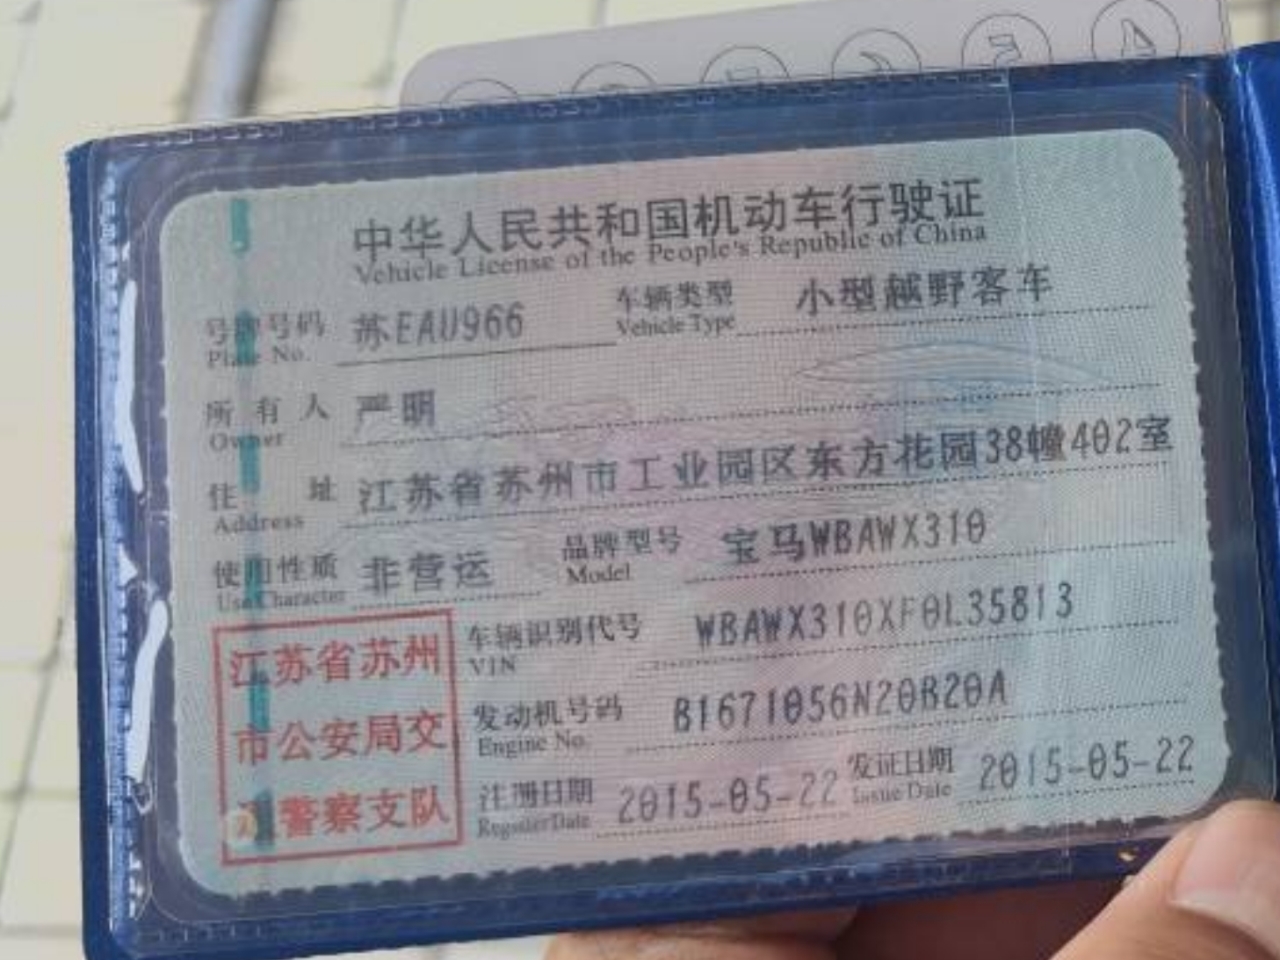 中华人民共和国机动车行驶证
Vehicle License of the People's Republic of China
号牌号码 苏EAU966 车辆类型 小型越野客车
Plate No. Vehicle Type
所有人 严明
Owner
住址 江苏省苏州市工业园区东方花园38幢402室
Address
使用性质 非营运 品牌型号 宝马WBAWX310
Use Character Model
江苏省苏州
市公安局交
警察支队
车辆识别代号 WBAWX310XF0L35813
VIN
发动机号码 B1671056N20B20A
Engine No.
注册日期 2015-05-22 发证日期 2015-05-22
Register Date Issue Date